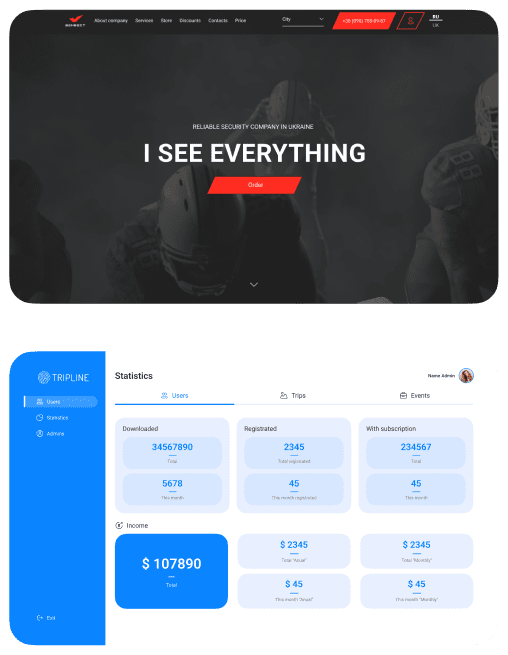 About company Services Store Discounts Contacts Price City +38 (096) 758-69-87 RU
UK
RELIABLE SECURITY COMPANY IN UKRAINE
I SEE EVERYTHING
Order
TRIPLINE
Users
Statistics
Admins
Exit
Statistics
Name Admin
Users Trips Events
Downloaded
34567890
Total
5678
This month
Registrated
2345
Total registrated
45
This month registrated
With subscription
234567
Total
45
This month
Income
$ 107890
Total
$ 2345
Total "Anual"
$ 2345
Total "Monthly"
$ 45
This month "Anual"
$ 45
This month "Monthly"